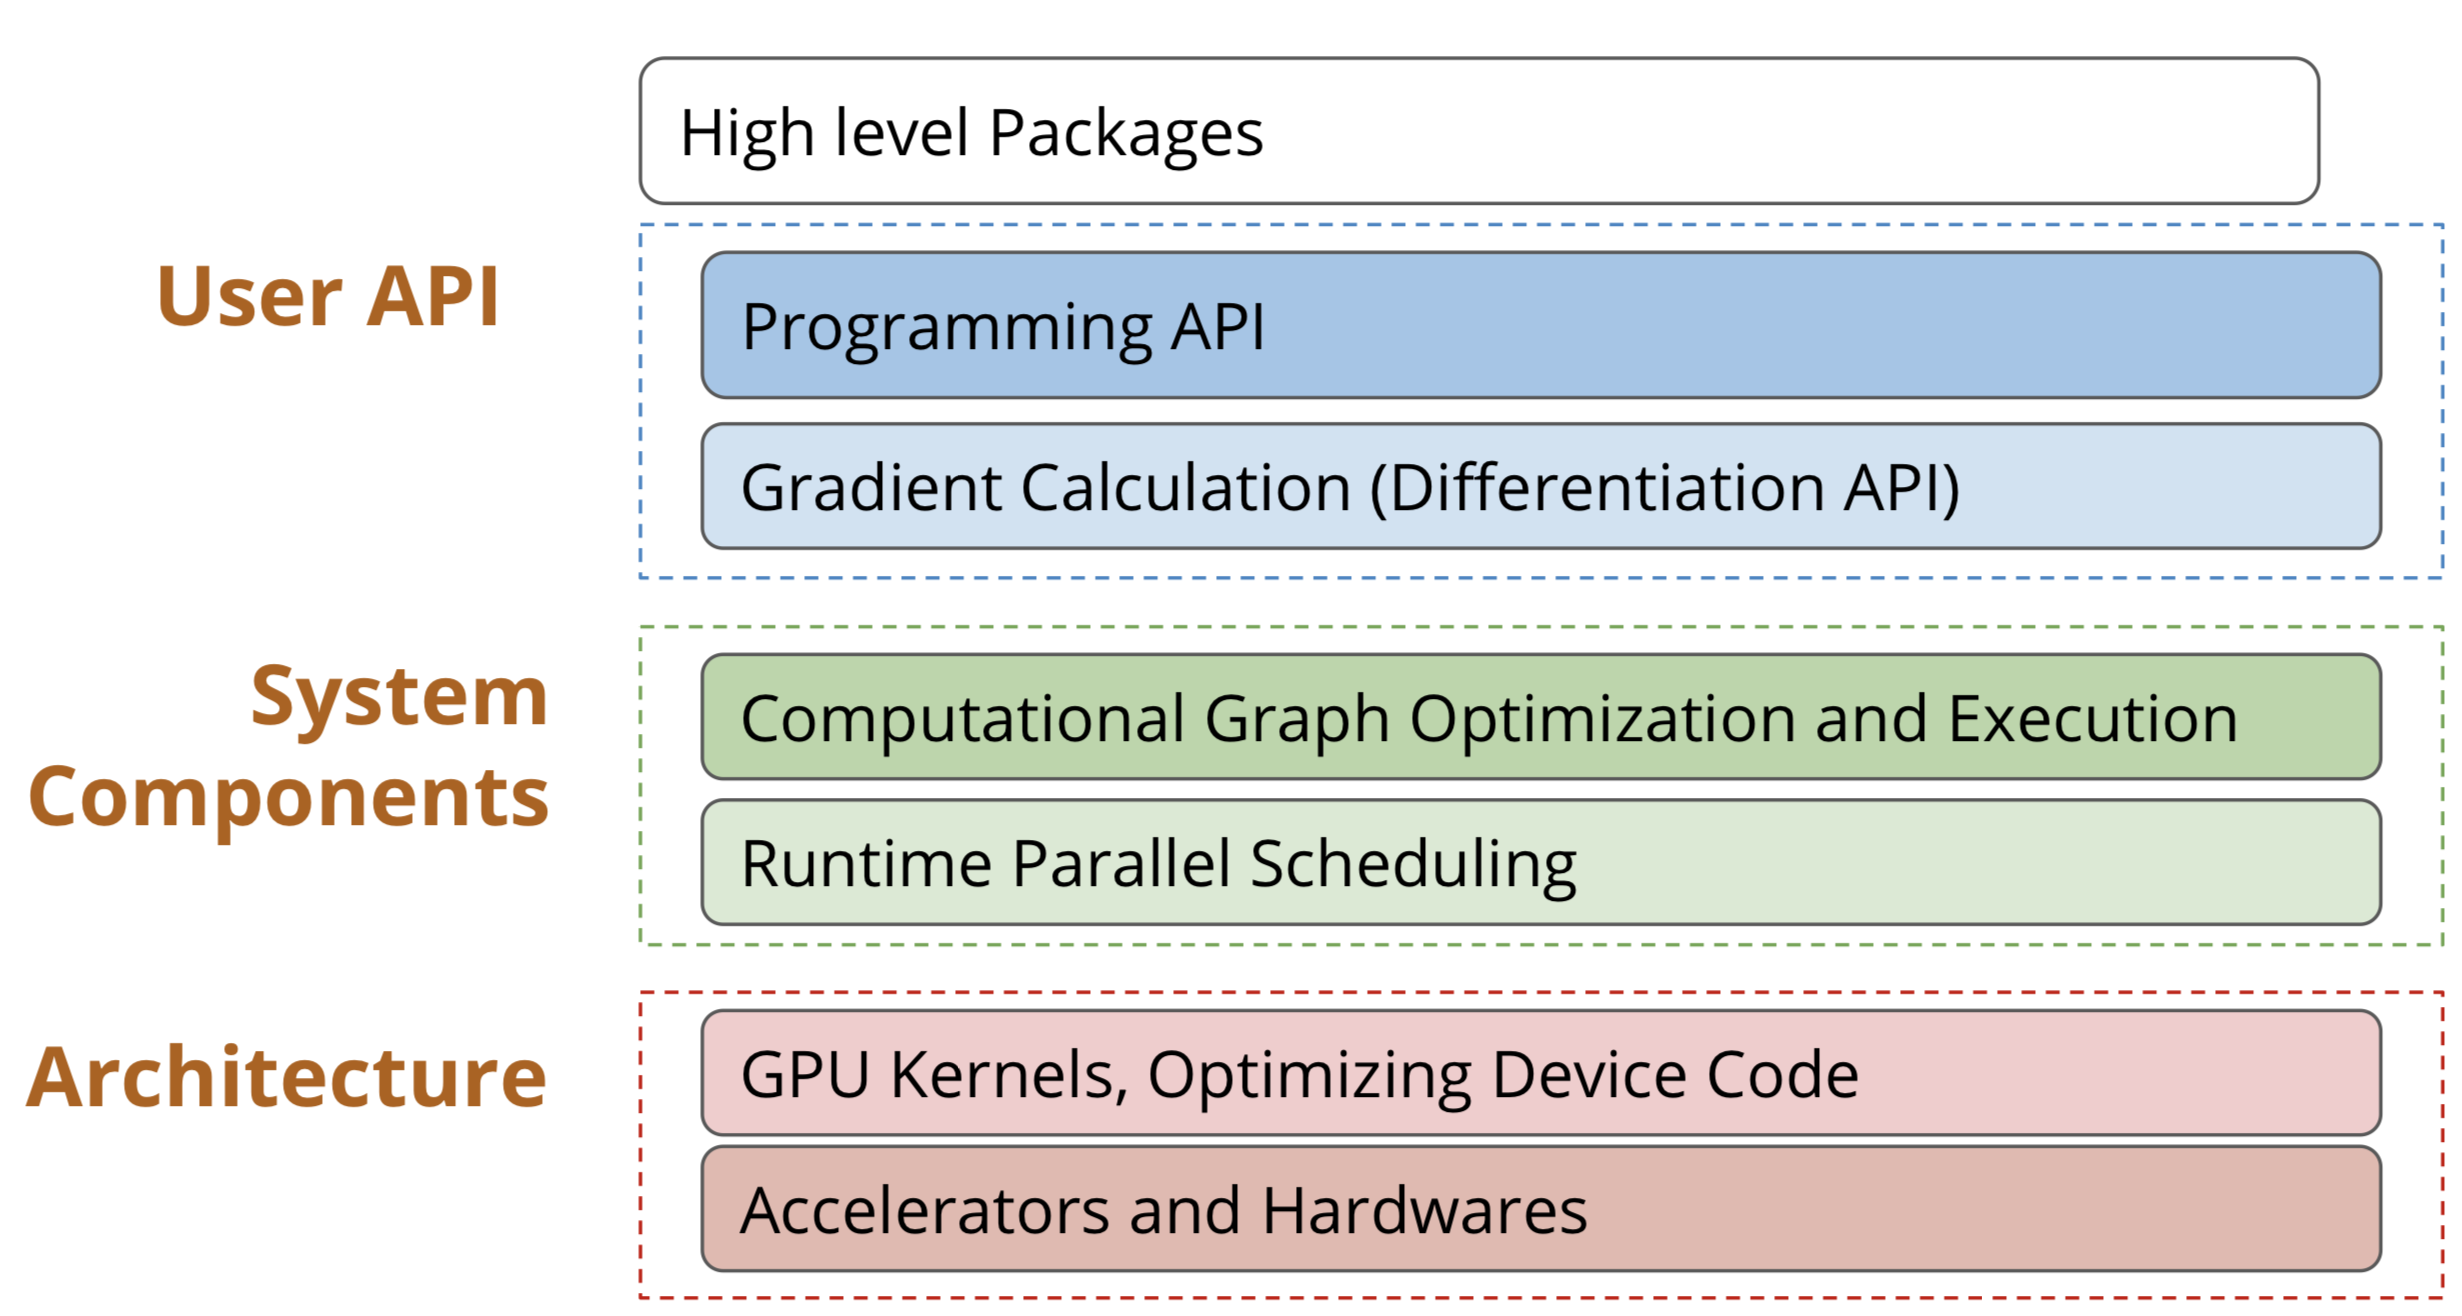 High level Packages
User API
Programming API
Gradient Calculation (Differentiation API)
System
Components
Computational Graph Optimization and Execution
Runtime Parallel Scheduling
Architecture
GPU Kernels, Optimizing Device Code
Accelerators and Hardwares